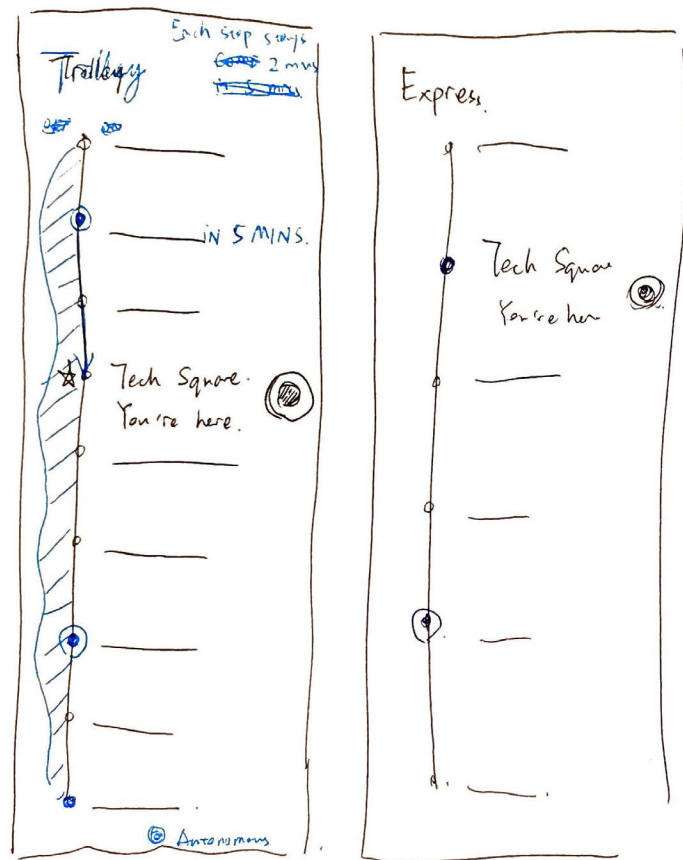 Each stop stays
2 mins
Trolley
IN 5 MINS.
Tech Square.
You're here.
Autonomous
Express.
Tech Square
You're here